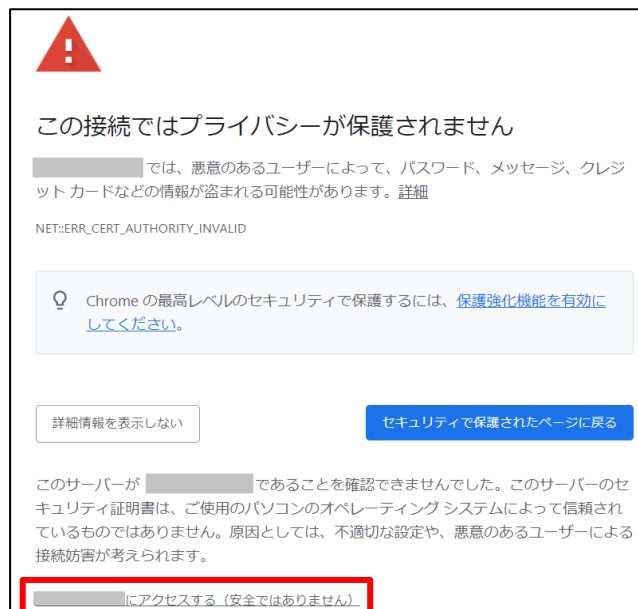 この接続ではプライバシーが保護されません
では、悪意のあるユーザーによって、パスワード、メッセージ、クレジ
ット カードなどの情報が盗まれる可能性があります。詳細
NET::ERR_CERT_AUTHORITY_INVALID
Chrome の最高レベルのセキュリティで保護するには、保護強化機能を有効に
してください。
詳細情報を表示しない
セキュリティで保護されたページに戻る
このサーバーが であることを確認できませんでした。このサーバーのセ
キュリティ証明書は、ご使用のパソコンのオペレーティング システムによって信頼され
ているものではありません。原因としては、不適切な設定や、悪意のあるユーザーによる
接続妨害が考えられます。
にアクセスする（安全ではありません）